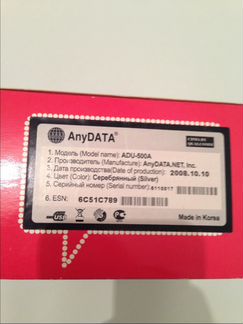 AnyDATA®
1. Модель (Model name): ADU-500A
2. Производитель (Manufacture): AnyDATA.NET, Inc.
3. Дата производства(Date of production): 2008.10.10
4. Цвет (Color): Серебрянный (Silver)
5. Серийный номер (Serial number):
6. ESN: 6C51C789
Made in Korea